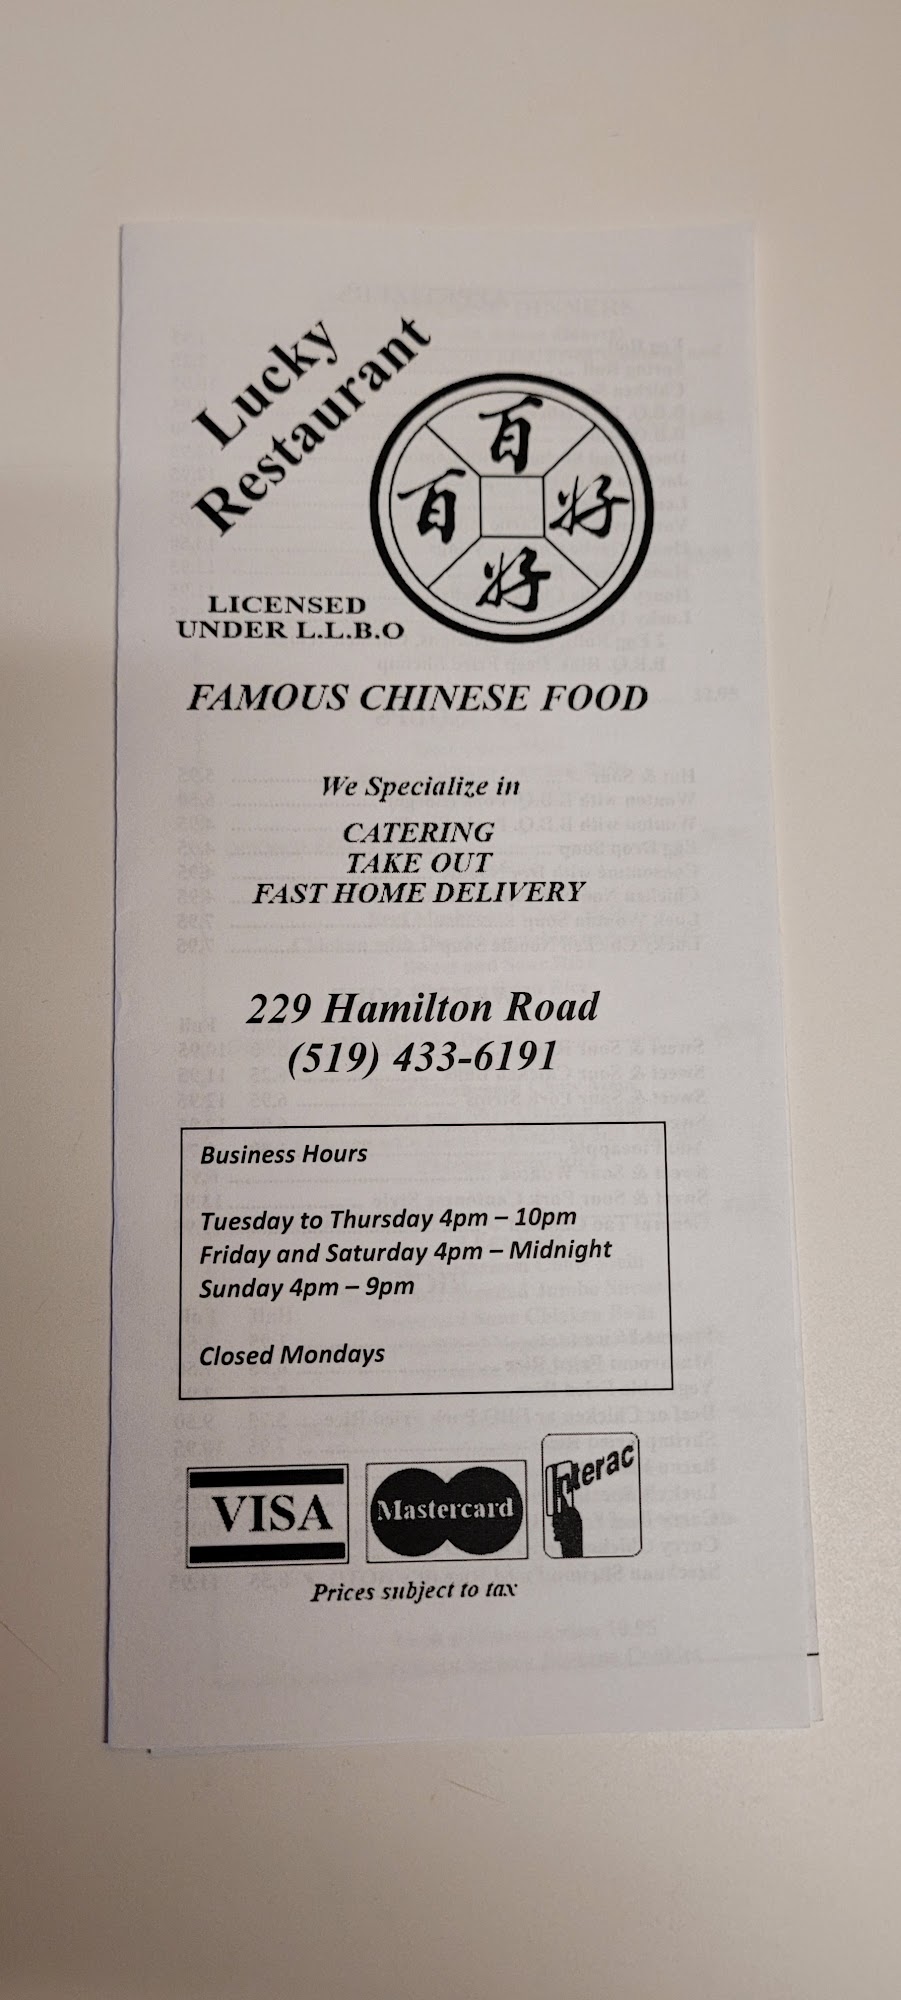 Lucky
Restaurant
百
百 好
好
LICENSED
UNDER L.L.B.O
FAMOUS CHINESE FOOD
We Specialize in
CATERING
TAKE OUT
FAST HOME DELIVERY
229 Hamilton Road
(519) 433-6191
Business Hours
Tuesday to Thursday 4pm – 10pm
Friday and Saturday 4pm – Midnight
Sunday 4pm – 9pm
Closed Mondays
VISA Mastercard Interac
Prices subject to tax